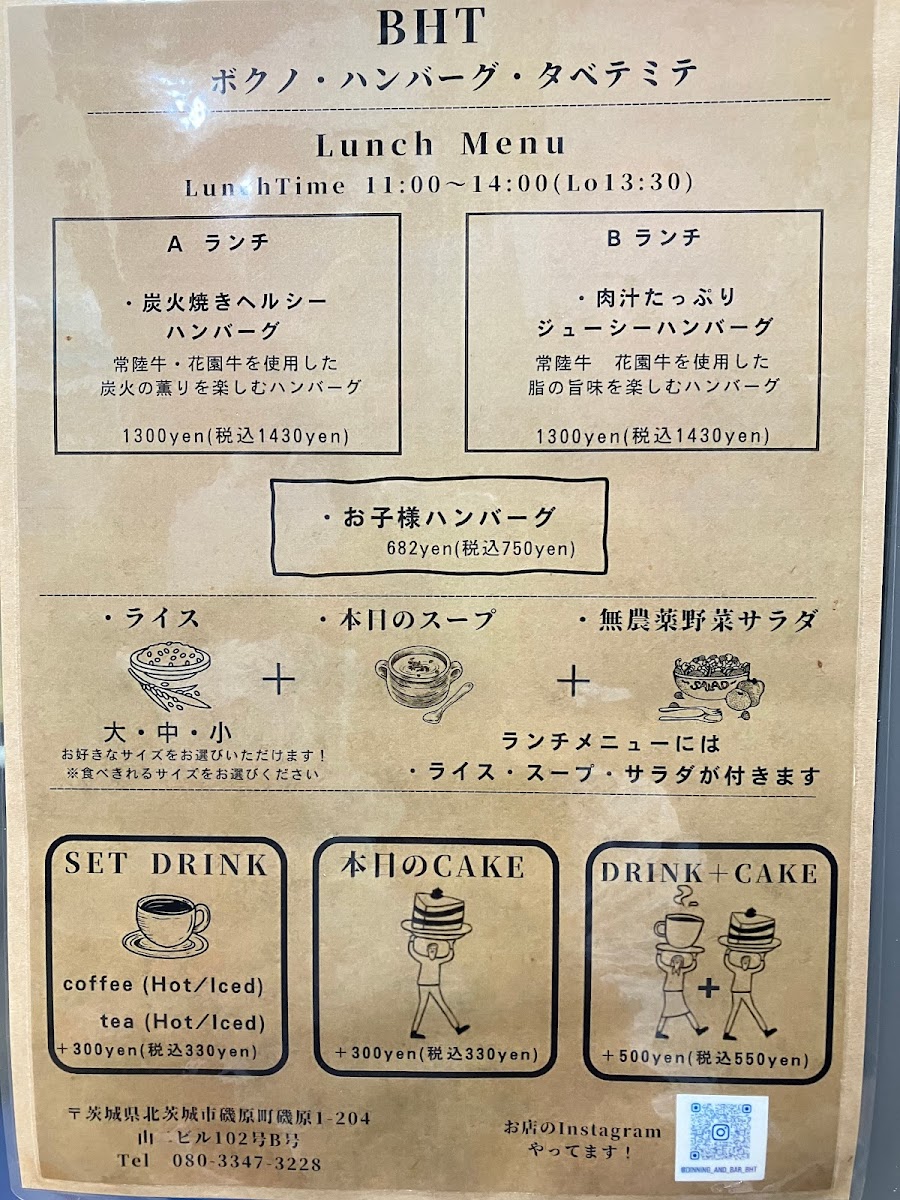 BHT
ボクノ・ハンバーグ・タベテミテ
Lunch Menu
LunchTime 11:00～14:00(Lo13:30)
A ランチ
・炭火焼きヘルシー
ハンバーグ
常陸牛・花園牛を使用した
炭火の薫りを楽しむハンバーグ
1300yen(税込1430yen)
B ランチ
・肉汁たっぷり
ジューシーハンバーグ
常陸牛 花園牛を使用した
脂の旨味を楽しむハンバーグ
1300yen(税込1430yen)
・お子様ハンバーグ
682yen(税込750yen)
・ライス
+
・本日のスープ
+
・無農薬野菜サラダ
SALAD
大・中・小
お好きなサイズをお選びいただけます！
※食べきれるサイズをお選びください
ランチメニューには
・ライス・スープ・サラダが付きます
SET DRINK
coffee (Hot/Iced)
tea (Hot/Iced)
+300yen(税込330yen)
本日のCAKE
+300yen(税込330yen)
DRINK+CAKE
+
+500yen(税込550yen)
〒茨城県北茨城市磯原町磯原1-204
山二ビル102号B号
Tel 080-3347-3228
お店のInstagram
やってます！
@DINNING_AND_BAR_BHT